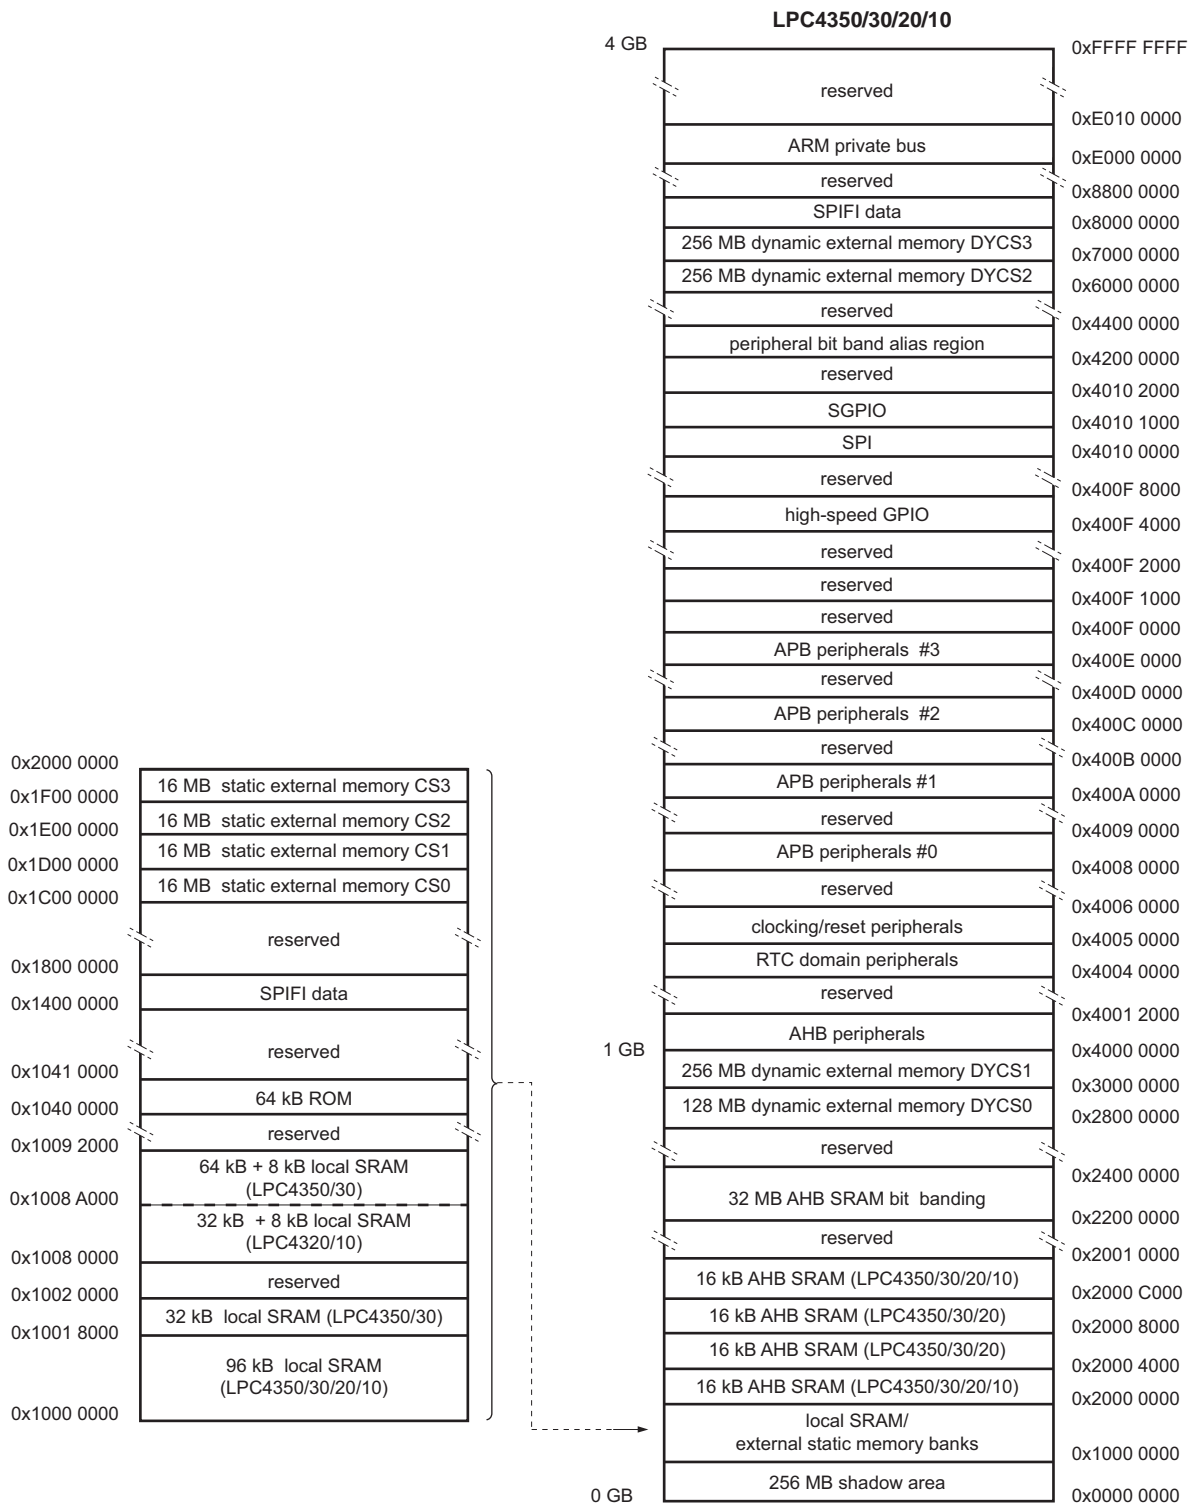 LPC4350/30/20/10
4 GB
0xFFFF FFFF
reserved
0xE010 0000
ARM private bus
0xE000 0000
reserved
0x8800 0000
SPIFI data
0x8000 0000
256 MB dynamic external memory DYCS3
0x7000 0000
256 MB dynamic external memory DYCS2
0x6000 0000
reserved
0x4400 0000
peripheral bit band alias region
0x4200 0000
reserved
0x4010 2000
SGPIO
0x4010 1000
SPI
0x4010 0000
reserved
0x400F 8000
high-speed GPIO
0x400F 4000
reserved
0x400F 2000
reserved
0x400F 1000
reserved
0x400F 0000
APB peripherals #3
0x400E 0000
reserved
0x400D 0000
APB peripherals #2
0x400C 0000
reserved
0x400B 0000
APB peripherals #1
0x400A 0000
reserved
0x4009 0000
APB peripherals #0
0x4008 0000
reserved
0x4006 0000
clocking/reset peripherals
0x4005 0000
RTC domain peripherals
0x4004 0000
reserved
0x4001 2000
AHB peripherals
1 GB
0x4000 0000
256 MB dynamic external memory DYCS1
0x3000 0000
128 MB dynamic external memory DYCS0
0x2800 0000
reserved
0x2400 0000
32 MB AHB SRAM bit banding
0x2200 0000
reserved
0x2001 0000
16 kB AHB SRAM (LPC4350/30/20/10)
0x2000 C000
16 kB AHB SRAM (LPC4350/30/20)
0x2000 8000
16 kB AHB SRAM (LPC4350/30/20)
0x2000 4000
16 kB AHB SRAM (LPC4350/30/20/10)
0x2000 0000
local SRAM/
external static memory banks
0x1000 0000
256 MB shadow area
0 GB
0x0000 0000
0x2000 0000
16 MB static external memory CS3
0x1F00 0000
16 MB static external memory CS2
0x1E00 0000
16 MB static external memory CS1
0x1D00 0000
16 MB static external memory CS0
0x1C00 0000
reserved
0x1800 0000
SPIFI data
0x1400 0000
reserved
0x1041 0000
64 kB ROM
0x1040 0000
reserved
0x1009 2000
64 kB + 8 kB local SRAM
(LPC4350/30)
0x1008 A000
32 kB + 8 kB local SRAM
(LPC4320/10)
0x1008 0000
reserved
0x1002 0000
32 kB local SRAM (LPC4350/30)
0x1001 8000
96 kB local SRAM
(LPC4350/30/20/10)
0x1000 0000